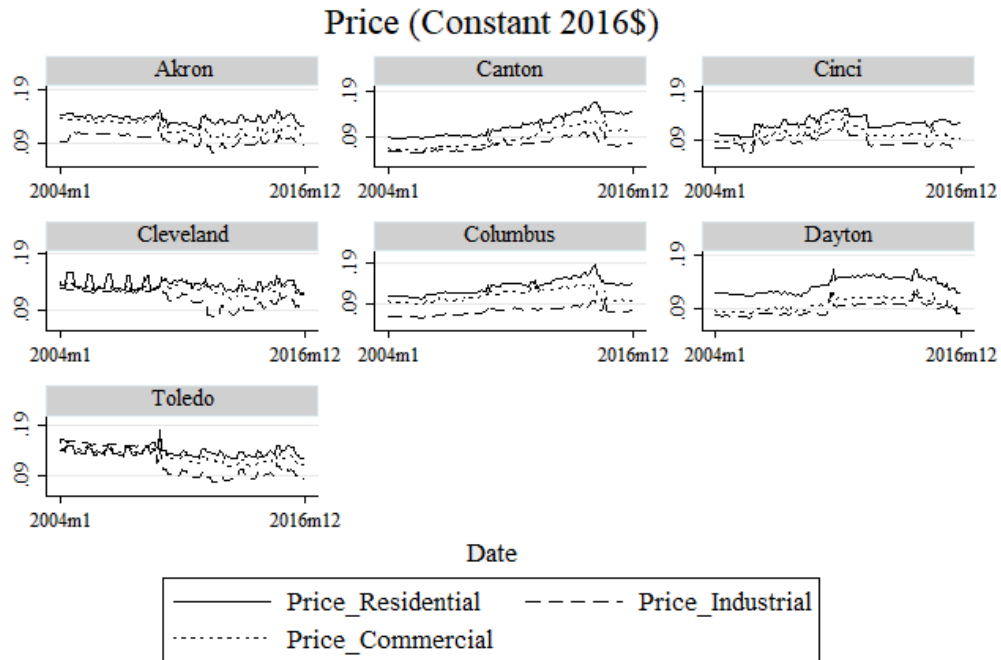 Price (Constant 2016$)
Akron Canton Cinci
.19 .19 .19
.09 .09 .09
2004m1 2016m12 2004m1 2016m12 2004m1 2016m12
Cleveland Columbus Dayton
.19 .19 .19
.09 .09 .09
2004m1 2016m12 2004m1 2016m12 2004m1 2016m12
Toledo
.19
.09
2004m1 2016m12
Date
Price_Residential Price_Industrial
Price_Commercial